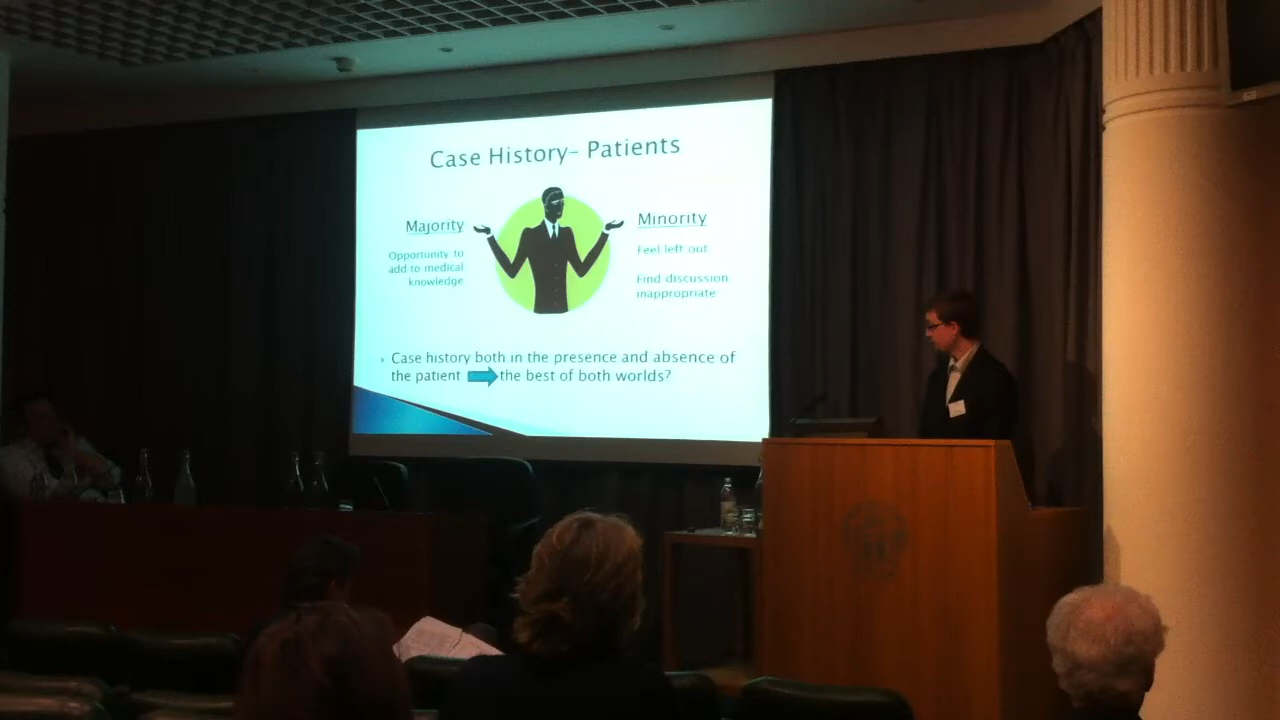 Case History– Patients
Majority
Opportunity to
add to medical
knowledge
Minority
Feel left out
Find discussion
inappropriate
Case history both in the presence and absence of
the patient the best of both worlds?